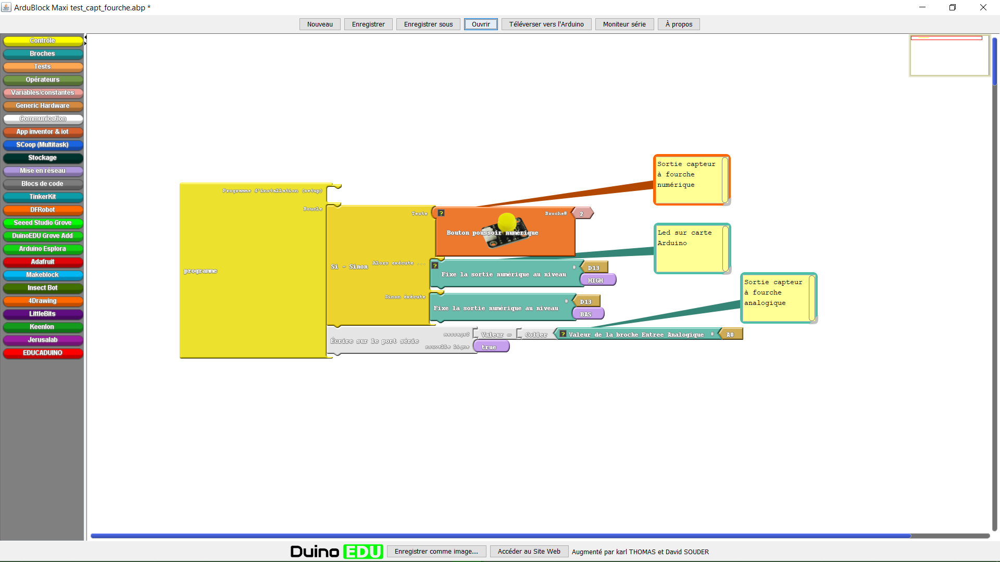 ArduBlock Maxi test_capt_fourche.abp *
Nouveau
Enregistrer
Enregistrer sous
Ouvrir
Téléverser vers l'Arduino
Moniteur série
À propos
Contrôle
Broches
Tests
Opérateurs
Variables/constantes
Generic Hardware
Communication
App inventor & iot
SCoop (Multitask)
Stockage
Mise en réseau
Blocs de code
TinkerKit
DFRobot
Seeed Studio Grove
DuinoEDU Grove Add
Arduino Esplora
Adafruit
Makeblock
Insect Bot
4Drawing
LittleBits
Keenlon
Jerusalab
EDUCADUINO
Sortie capteur
à fourche
numérique
Programme d'installation (setup)
Boucle
Teste
?
Broche#
2
Bouton poussoir numérique
Led sur carte
Arduino
programme
Si - Sinon
Alors exécute ...
?
Fixe la sortie numérique au niveau
#
D13
HIGH
Sortie capteur
à fourche
analogique
Sinon éxécute
Fixe la sortie numérique au niveau
#
D13
BAS
Écrire sur le port série
message2
Valeur =
Coller
?
Valeur de la broche Entree Analogique
#
A0
nouvelle ligne
true
Duino EDU
Enregistrer comme image...
Accéder au Site Web
Augmenté par karl THOMAS et David SOUDER